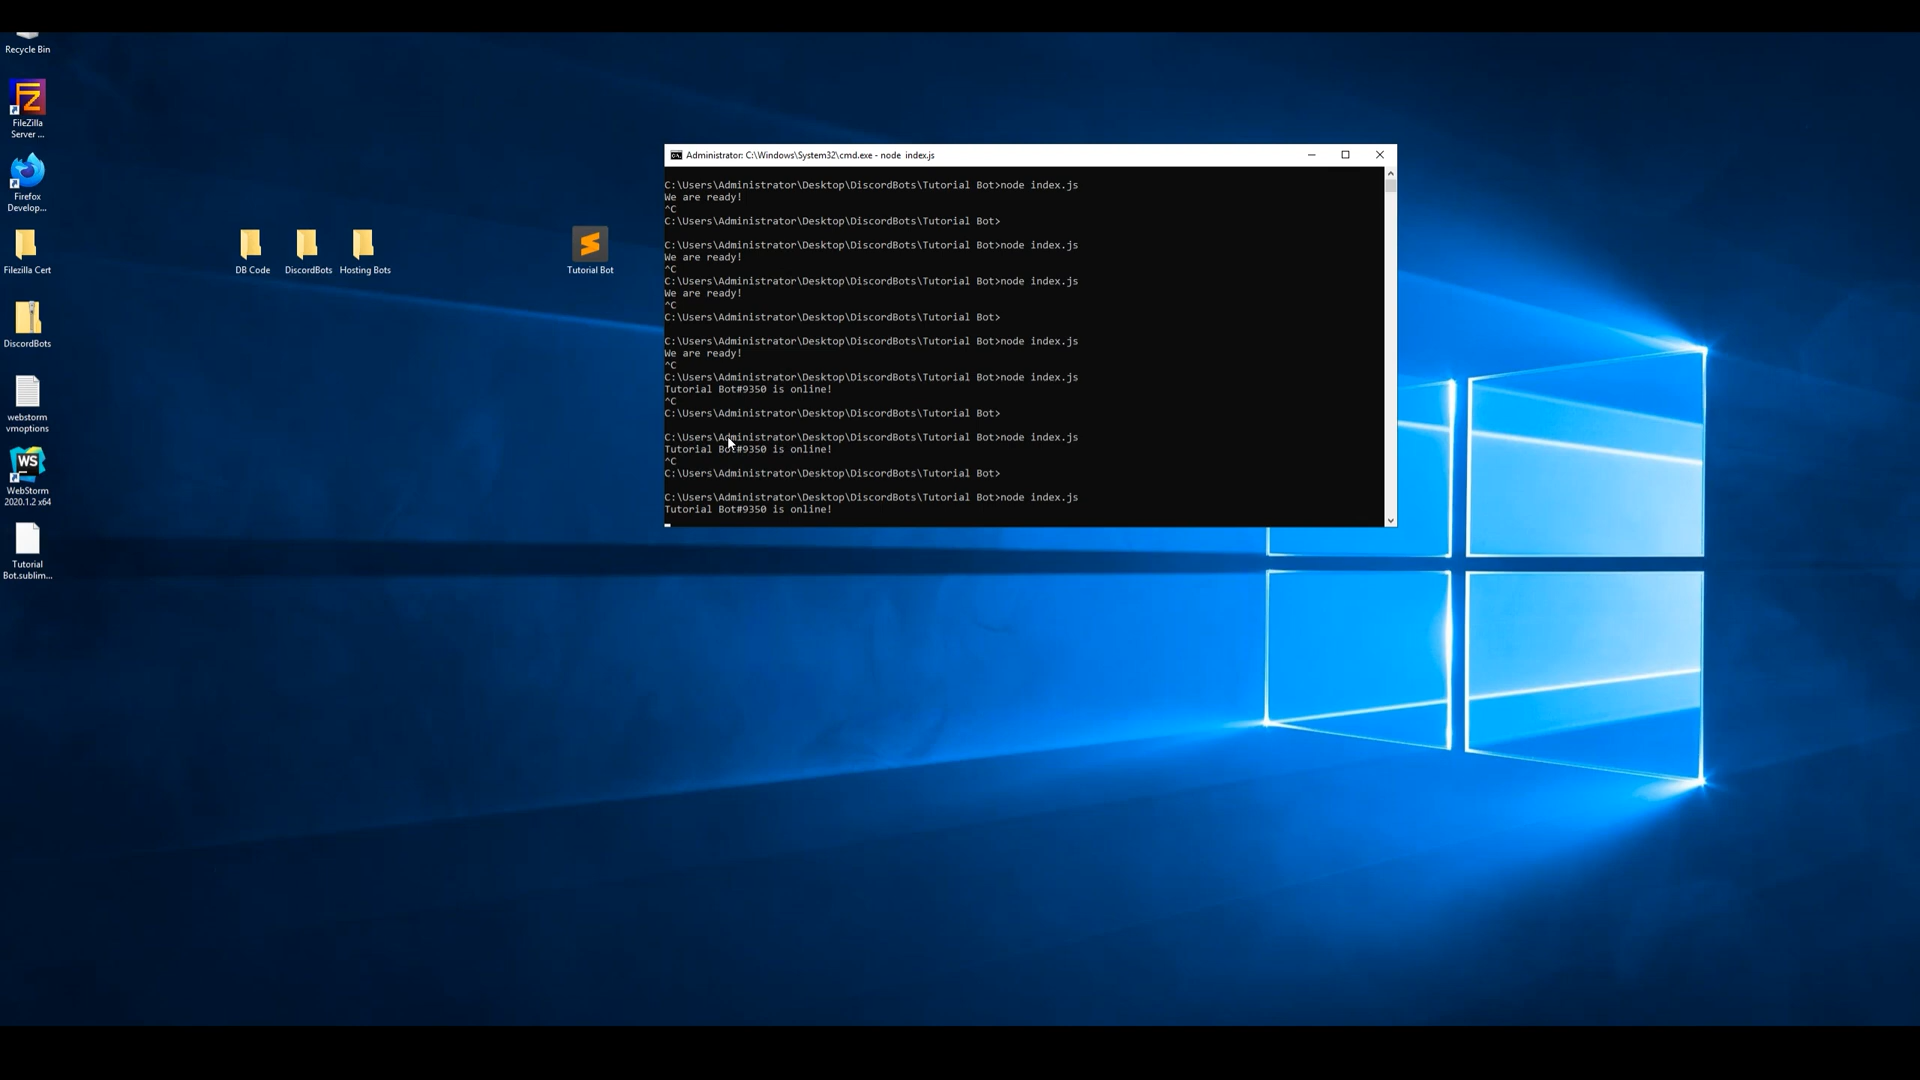 Recycle Bin
FileZilla
Server ...
Firefox
Develop...
Filezilla Cert
DiscordBots
webstorm
vmoptions
WS
WebStorm
2020.1.2 x64
Tutorial
Bot.sublim...
DB Code
DiscordBots
Hosting Bots
Tutorial Bot
Administrator: C:\Windows\System32\cmd.exe - node  index.js
C:\Users\Administrator\Desktop\DiscordBots\Tutorial Bot>node index.js
We are ready!
^C
C:\Users\Administrator\Desktop\DiscordBots\Tutorial Bot>
C:\Users\Administrator\Desktop\DiscordBots\Tutorial Bot>node index.js
We are ready!
^C
C:\Users\Administrator\Desktop\DiscordBots\Tutorial Bot>node index.js
We are ready!
^C
C:\Users\Administrator\Desktop\DiscordBots\Tutorial Bot>
C:\Users\Administrator\Desktop\DiscordBots\Tutorial Bot>node index.js
We are ready!
^C
C:\Users\Administrator\Desktop\DiscordBots\Tutorial Bot>node index.js
Tutorial Bot#9350 is online!
^C
C:\Users\Administrator\Desktop\DiscordBots\Tutorial Bot>
C:\Users\Administrator\Desktop\DiscordBots\Tutorial Bot>node index.js
Tutorial Bot#9350 is online!
^C
C:\Users\Administrator\Desktop\DiscordBots\Tutorial Bot>
C:\Users\Administrator\Desktop\DiscordBots\Tutorial Bot>node index.js
Tutorial Bot#9350 is online!